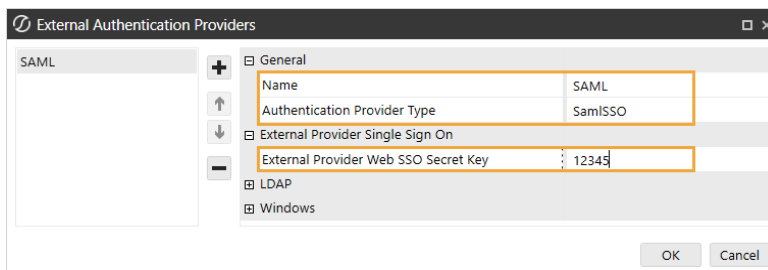 External Authentication Providers
SAML
General
Name SAML
Authentication Provider Type SamlSSO
External Provider Single Sign On
External Provider Web SSO Secret Key 12345
LDAP
Windows
OK Cancel